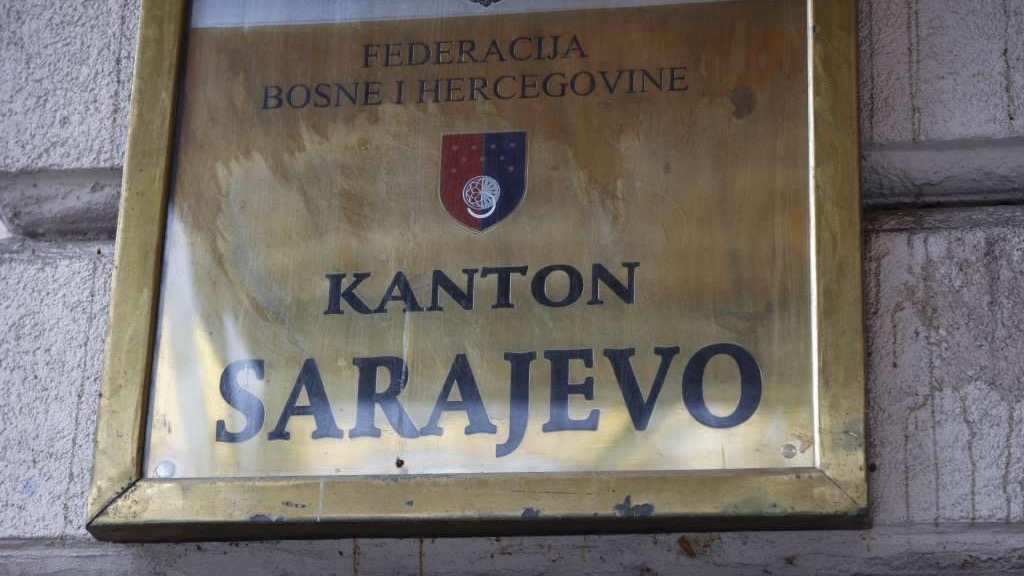 FEDERACIJA
BOSNE I HERCEGOVINE
KANTON
SARAJEVO